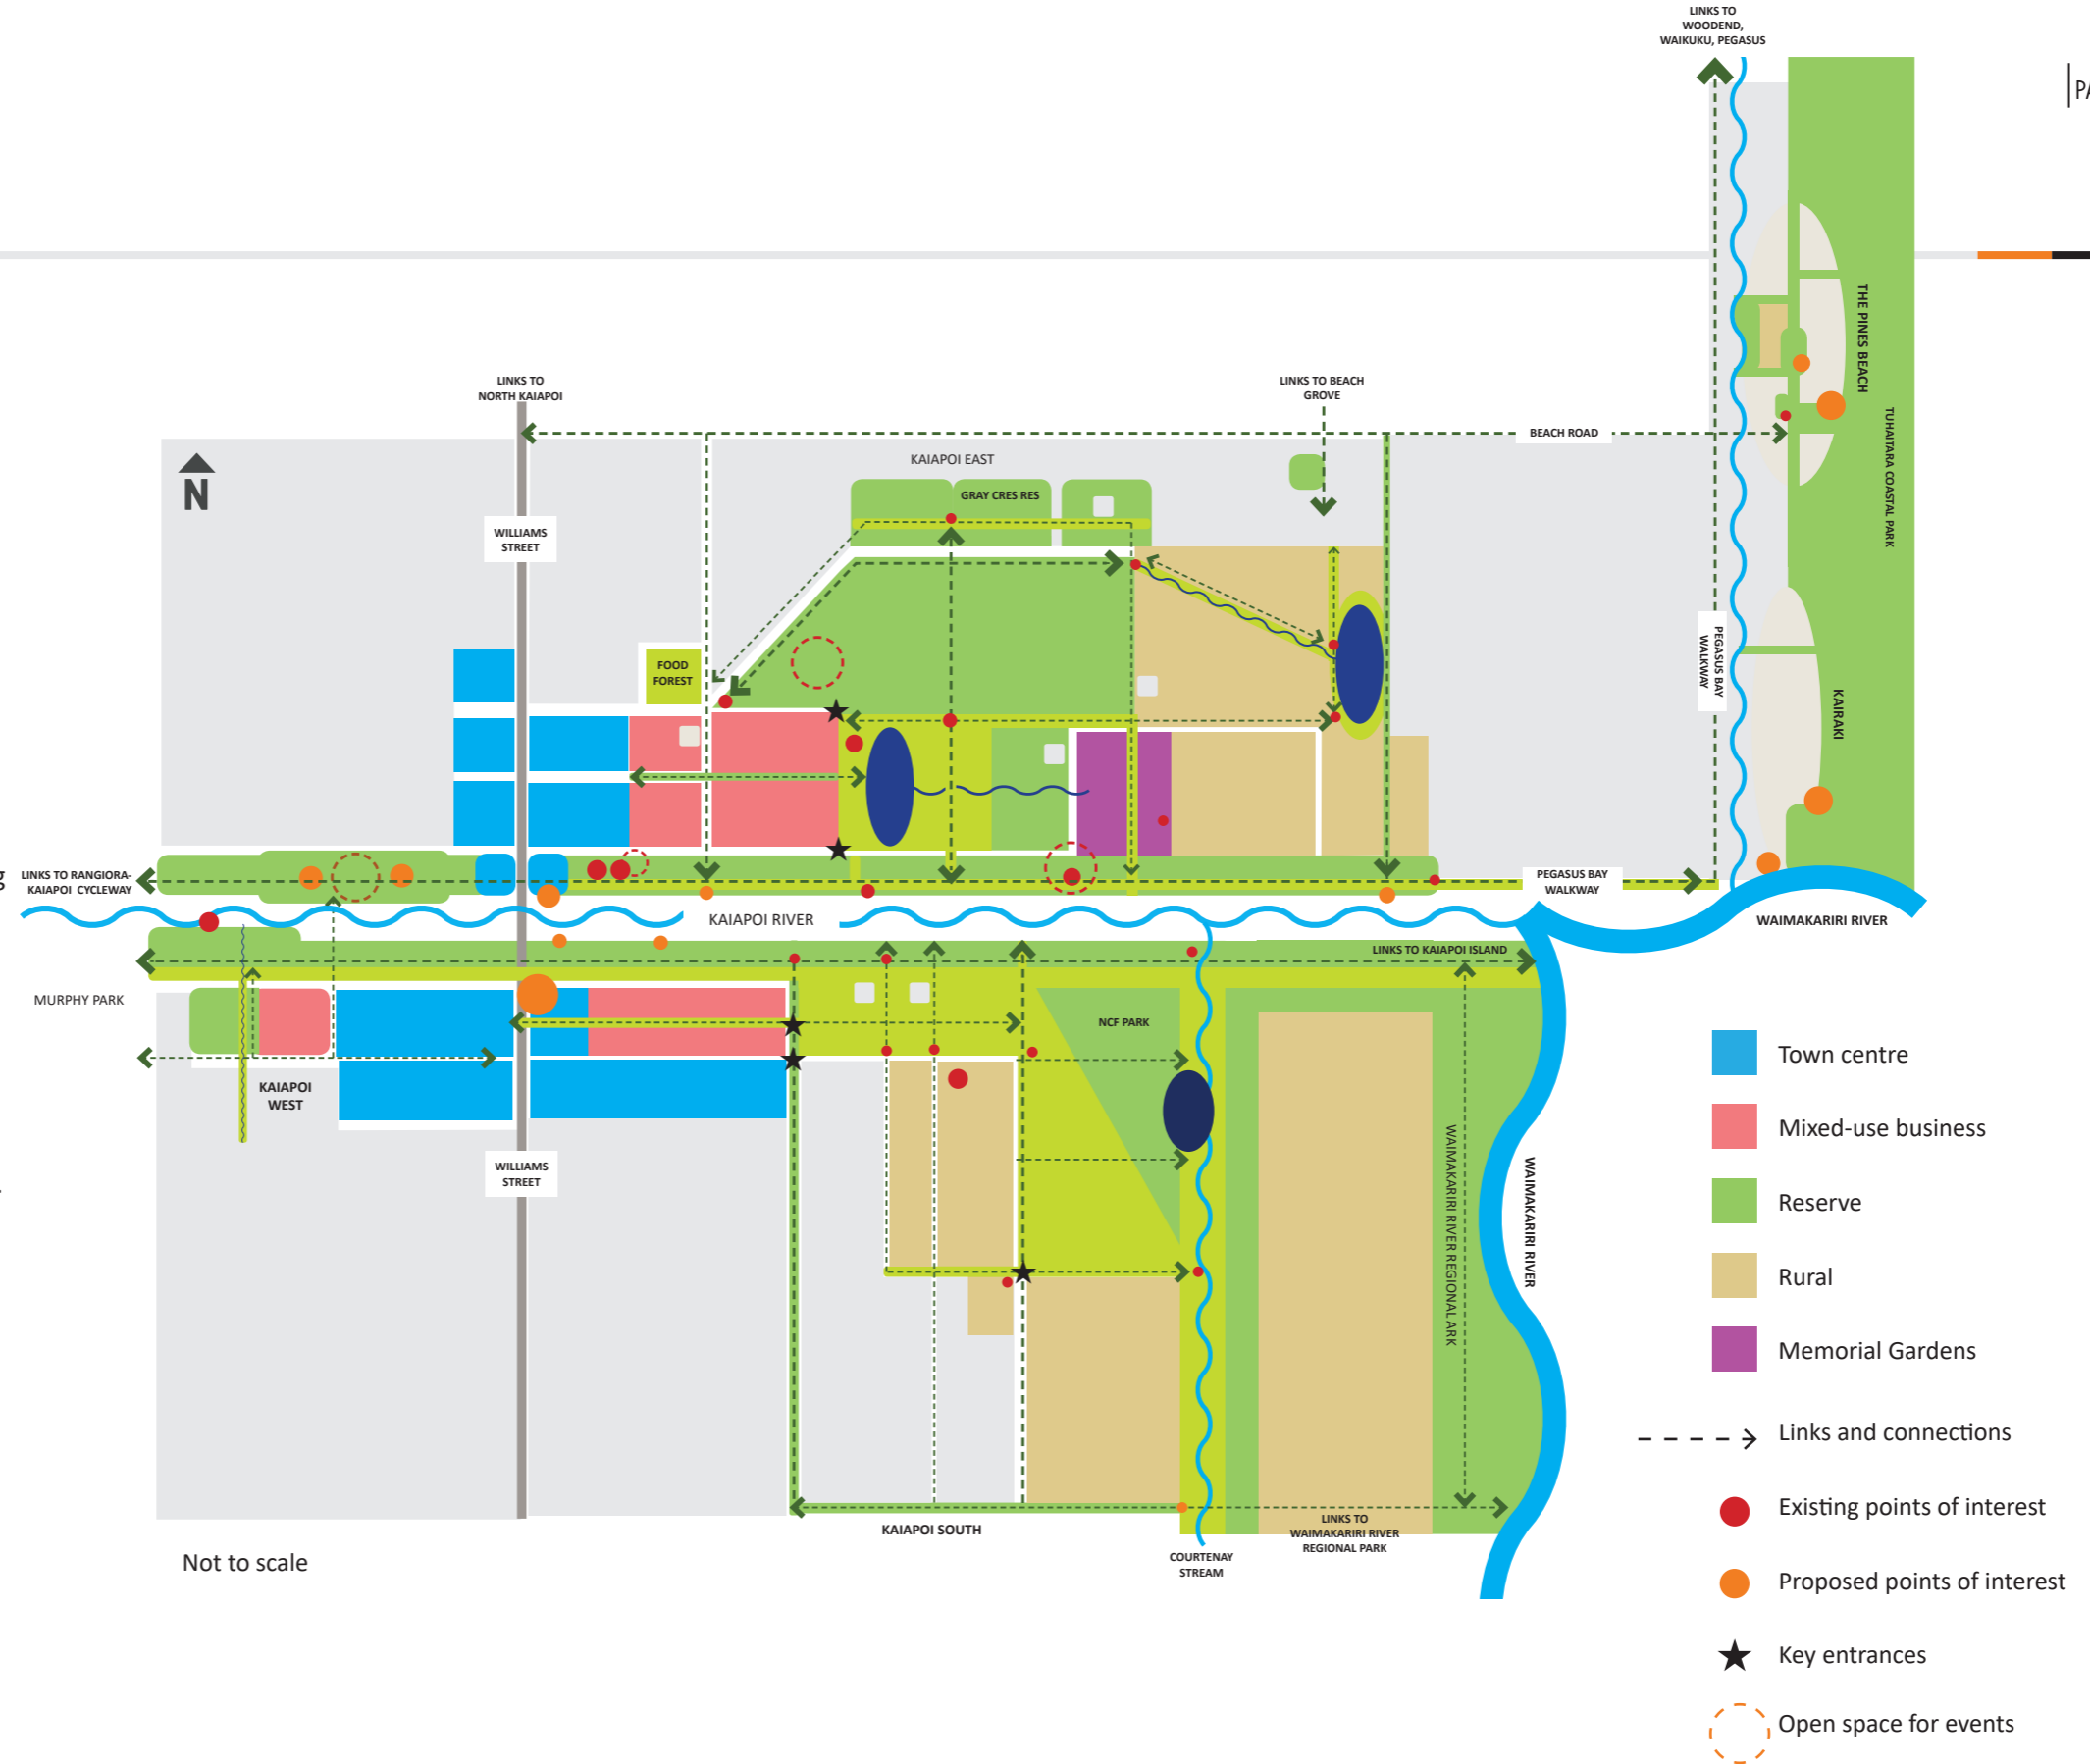 LINKS TO
WOODEND,
WAIKUKU, PEGASUS
PA
THE PINES BEACH
TUHAITARA COASTAL PARK
LINKS TO
NORTH KAIAPOI
LINKS TO BEACH
GROVE
BEACH ROAD
KAIAPOI EAST
N
GRAY CRES RES
WILLIAMS
STREET
FOOD
FOREST
PEGASUS BAY
WALKWAY
KAIRAKI
g
LINKS TO RANGIORA-
KAIAPOI CYCLEWAY
PEGASUS BAY
WALKWAY
KAIAPOI RIVER
WAIMAKARIRI RIVER
LINKS TO KAIAPOI ISLAND
MURPHY PARK
NCF PARK
KAIAPOI
WEST
WILLIAMS
STREET
WAIMAKARIRI RIVER REGIONAL ARK
WAIMAKARIRI RIVER
KAIAPOI SOUTH
LINKS TO
WAIMAKARIRI RIVER
REGIONAL PARK
COURTENAY
STREAM
Not to scale
Town centre
Mixed-use business
Reserve
Rural
Memorial Gardens
Links and connections
Existing points of interest
Proposed points of interest
Key entrances
Open space for events